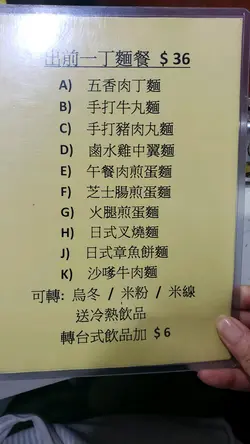 出前一丁麵餐 $36
A) 五香肉丁麵
B) 手打牛丸麵
C) 手打豬肉丸麵
D) 鹵水雞中翼麵
E) 午餐肉煎蛋麵
F) 芝士腸煎蛋麵
G) 火腿煎蛋麵
H) 日式叉燒麵
J) 日式章魚餅麵
K) 沙嗲牛肉麵
可轉: 烏冬 / 米粉 / 米線
送冷熱飲品
轉台式飲品加 $6